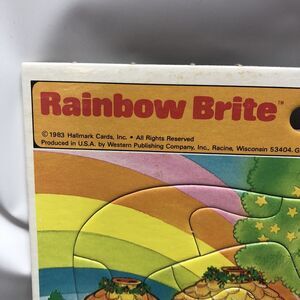 Rainbow Brite™
©1983 Hallmark Cards, Inc. • All Rights Reserved
Produced in U.S.A. by Western Publishing Company, Inc., Racine, Wisconsin 53404. G